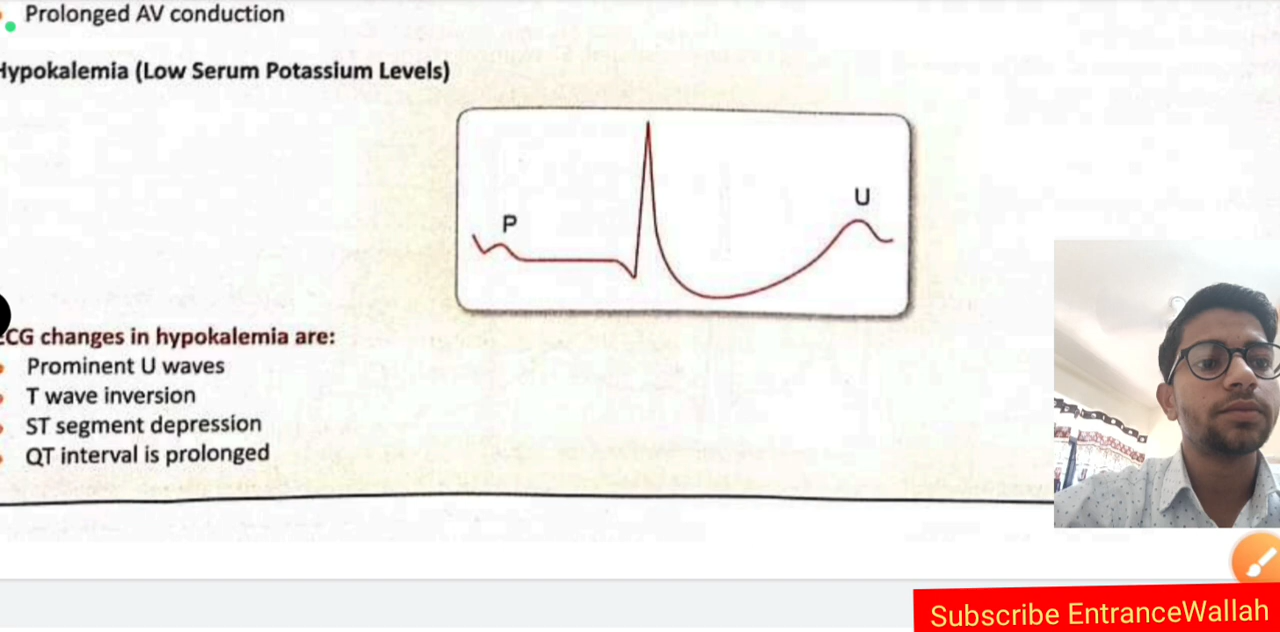 Prolonged AV conduction
Hypokalemia (Low Serum Potassium Levels)
P
U
ECG changes in hypokalemia are:
Prominent U waves
T wave inversion
ST segment depression
QT interval is prolonged
Subscribe EntranceWallah